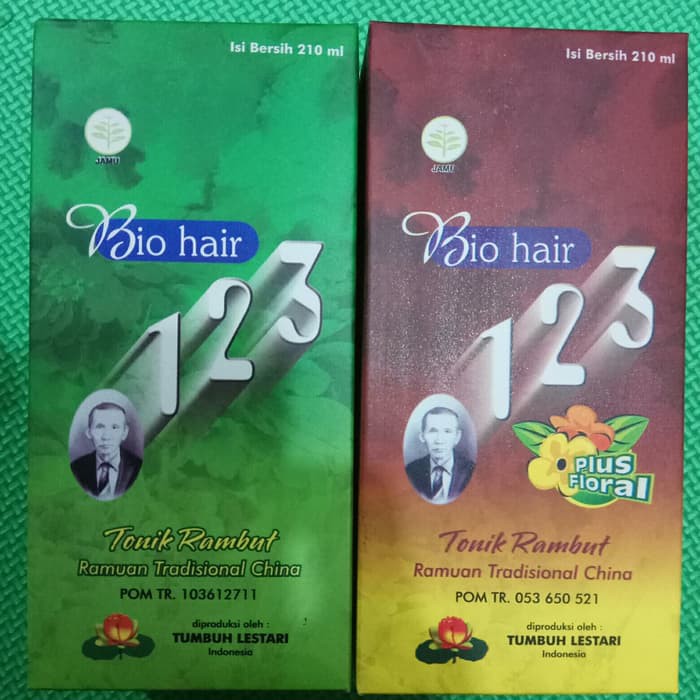 Isi Bersih 210 ml
JAMU
Bio hair
123
Tonik Rambut
Ramuan Tradisional China
POM TR. 103612711
diproduksi oleh :
TUMBUH LESTARI
Indonesia
Isi Bersih 210 ml
JAMU
Bio hair
123
Plus
Floral
Tonik Rambut
Ramuan Tradisional China
POM TR. 053 650 521
diproduksi oleh :
TUMBUH LESTARI
Indonesia